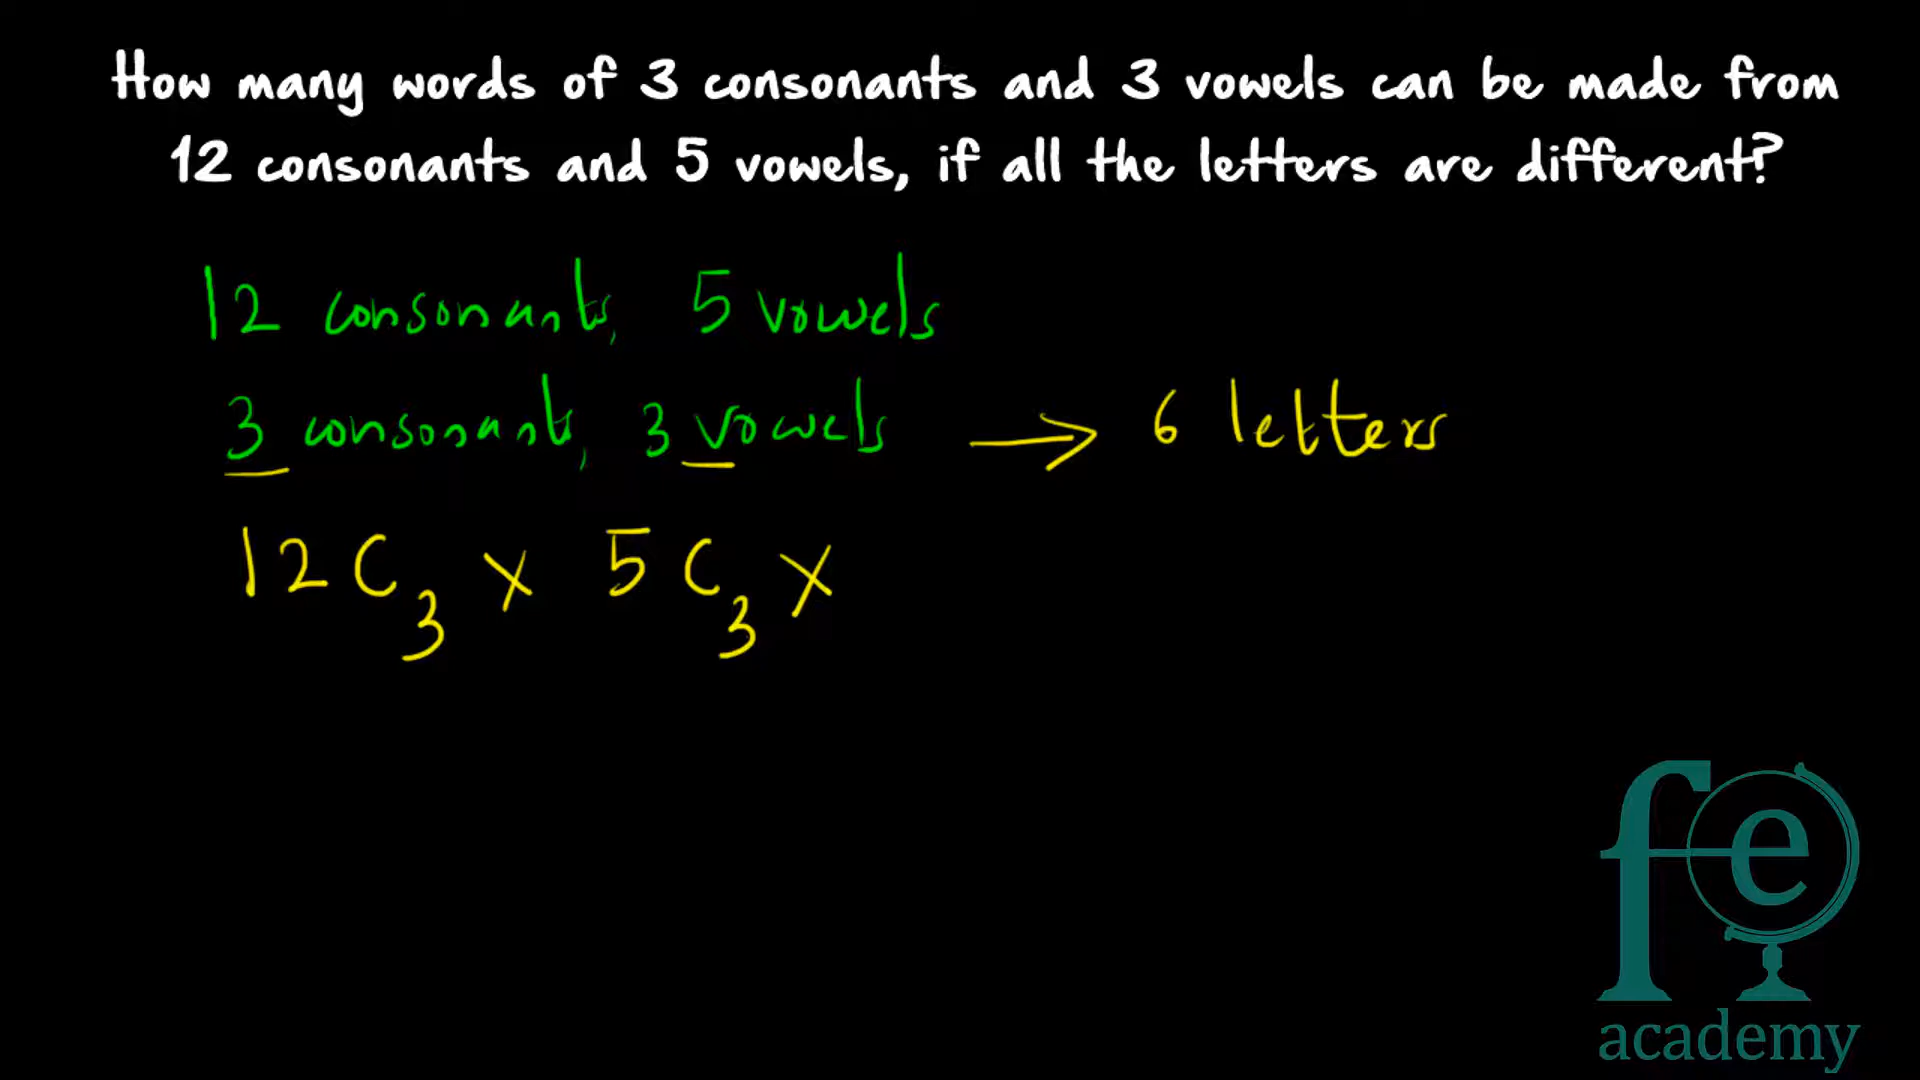 How many words of 3 consonants and 3 vowels can be made from
12 consonants and 5 vowels, if all the letters are different?
12 consonants, 5 vowels
3 consonants, 3 vowels → 6 letters
12C₃ × 5C₃ ×
fe
academy